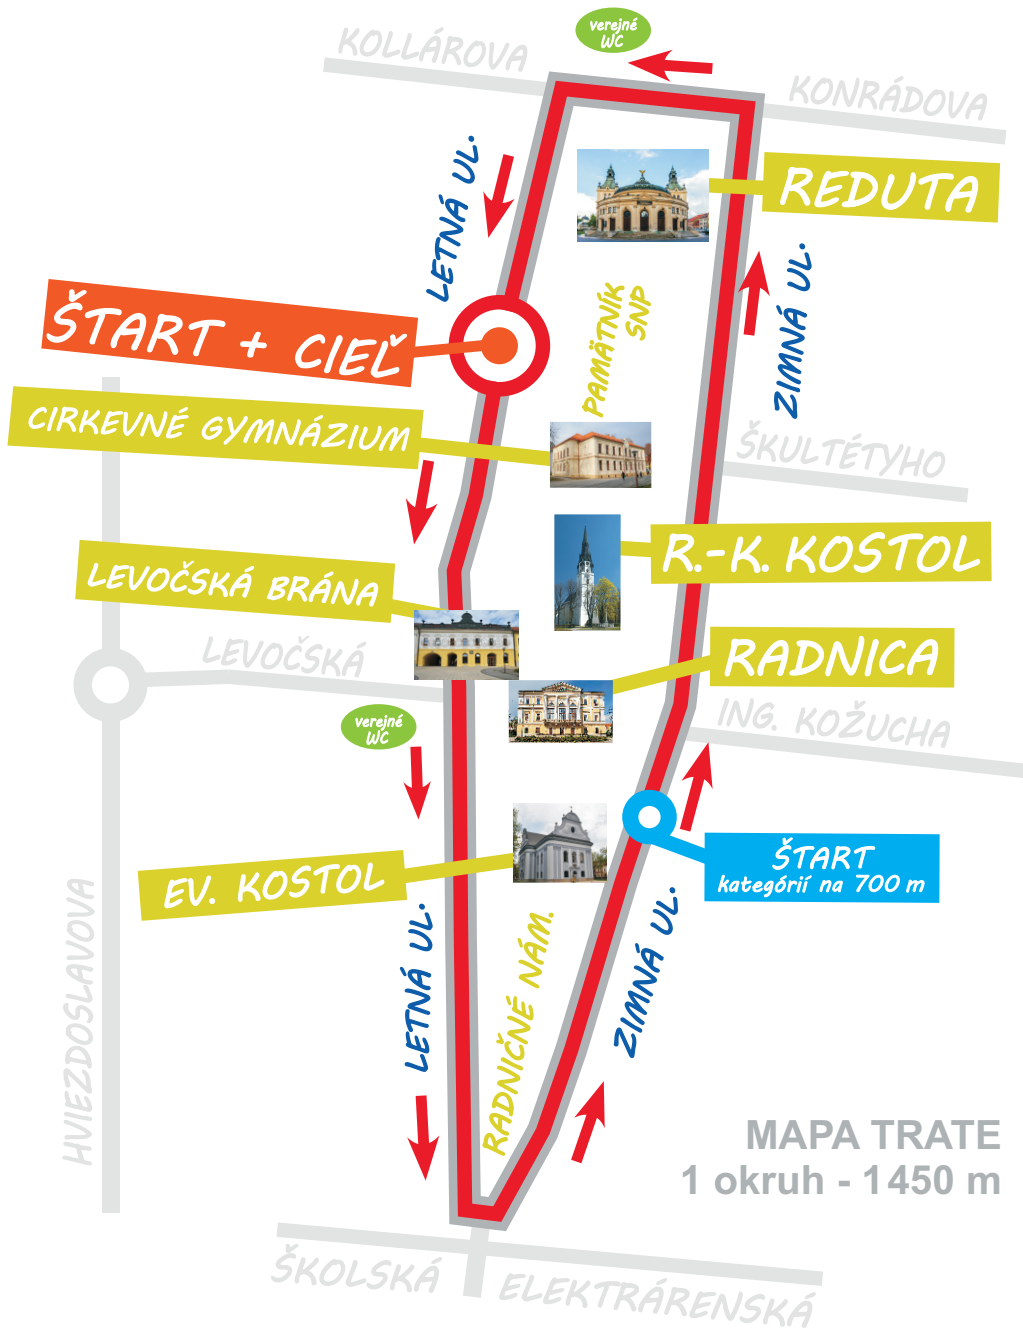 verejné
WC
KOLLÁROVA
KONRÁDOVA
LETNÁ UL.
REDUTA
ZIMNÁ UL.
PAMÄTNÍK
SNP
ŠTART + CIEĽ
CIRKEVNÉ GYMNÁZIUM
ŠKULTÉTYHO
R.-K. KOSTOL
LEVOČSKÁ BRÁNA
LEVOČSKÁ
RADNICA
verejné
WC
ING. KOŽUCHA
ŠTART
kategórií na 700 m
EV. KOSTOL
HVIEZDOSLAVOVA
LETNÁ UL.
RADNIČNÉ NÁM.
ZIMNÁ UL.
MAPA TRATE
1 okruh - 1450 m
ŠKOLSKÁ
ELEKTRÁRENSKÁ